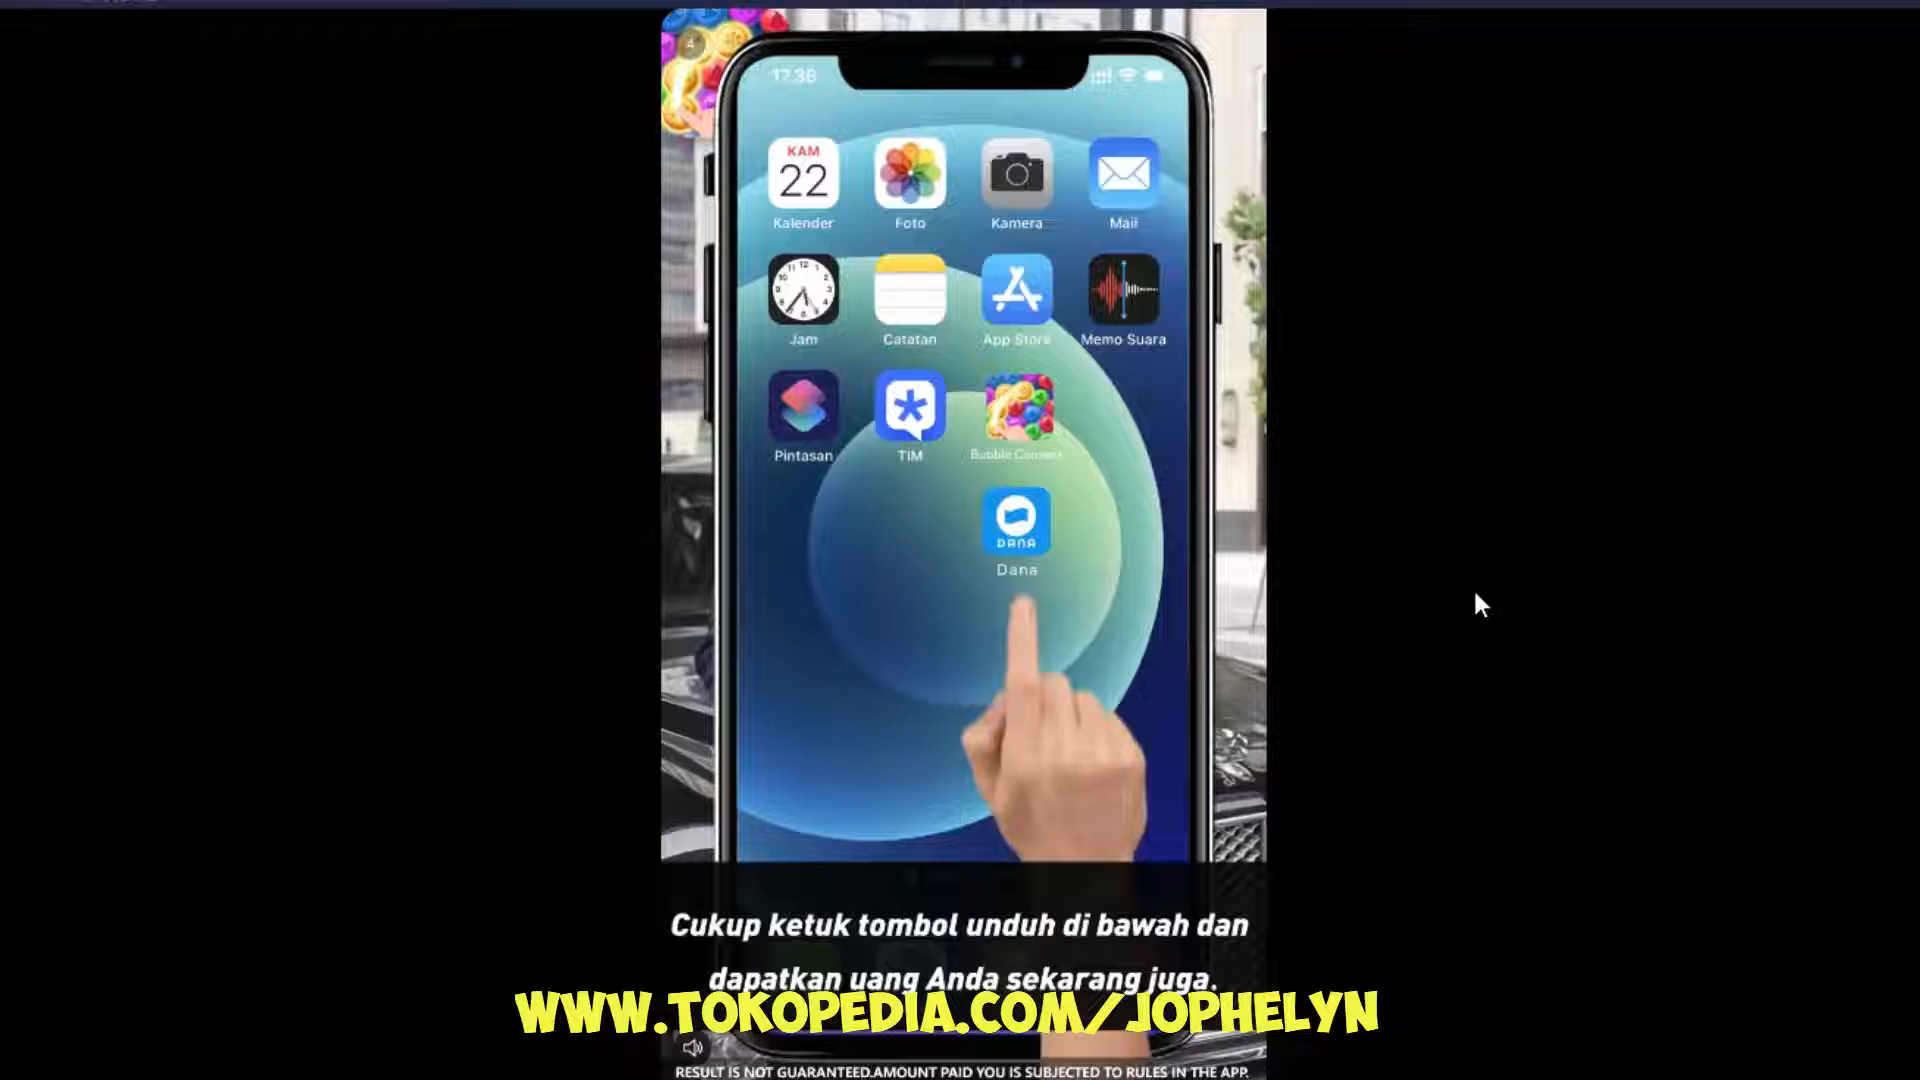 4
17.36
KAM
22
Kalender
Foto
Kamera
Mail
Jam
Catatan
App Store
Memo Suara
Pintasan
TIM
Bubble Connect
DANA
Dana
Cukup ketuk tombol unduh di bawah dan
dapatkan uang Anda sekarang juga.
WWW.TOKOPEDIA.COM/JOPHELYN
RESULT IS NOT GUARANTEED.AMOUNT PAID YOU IS SUBJECTED TO RULES IN THE APP.